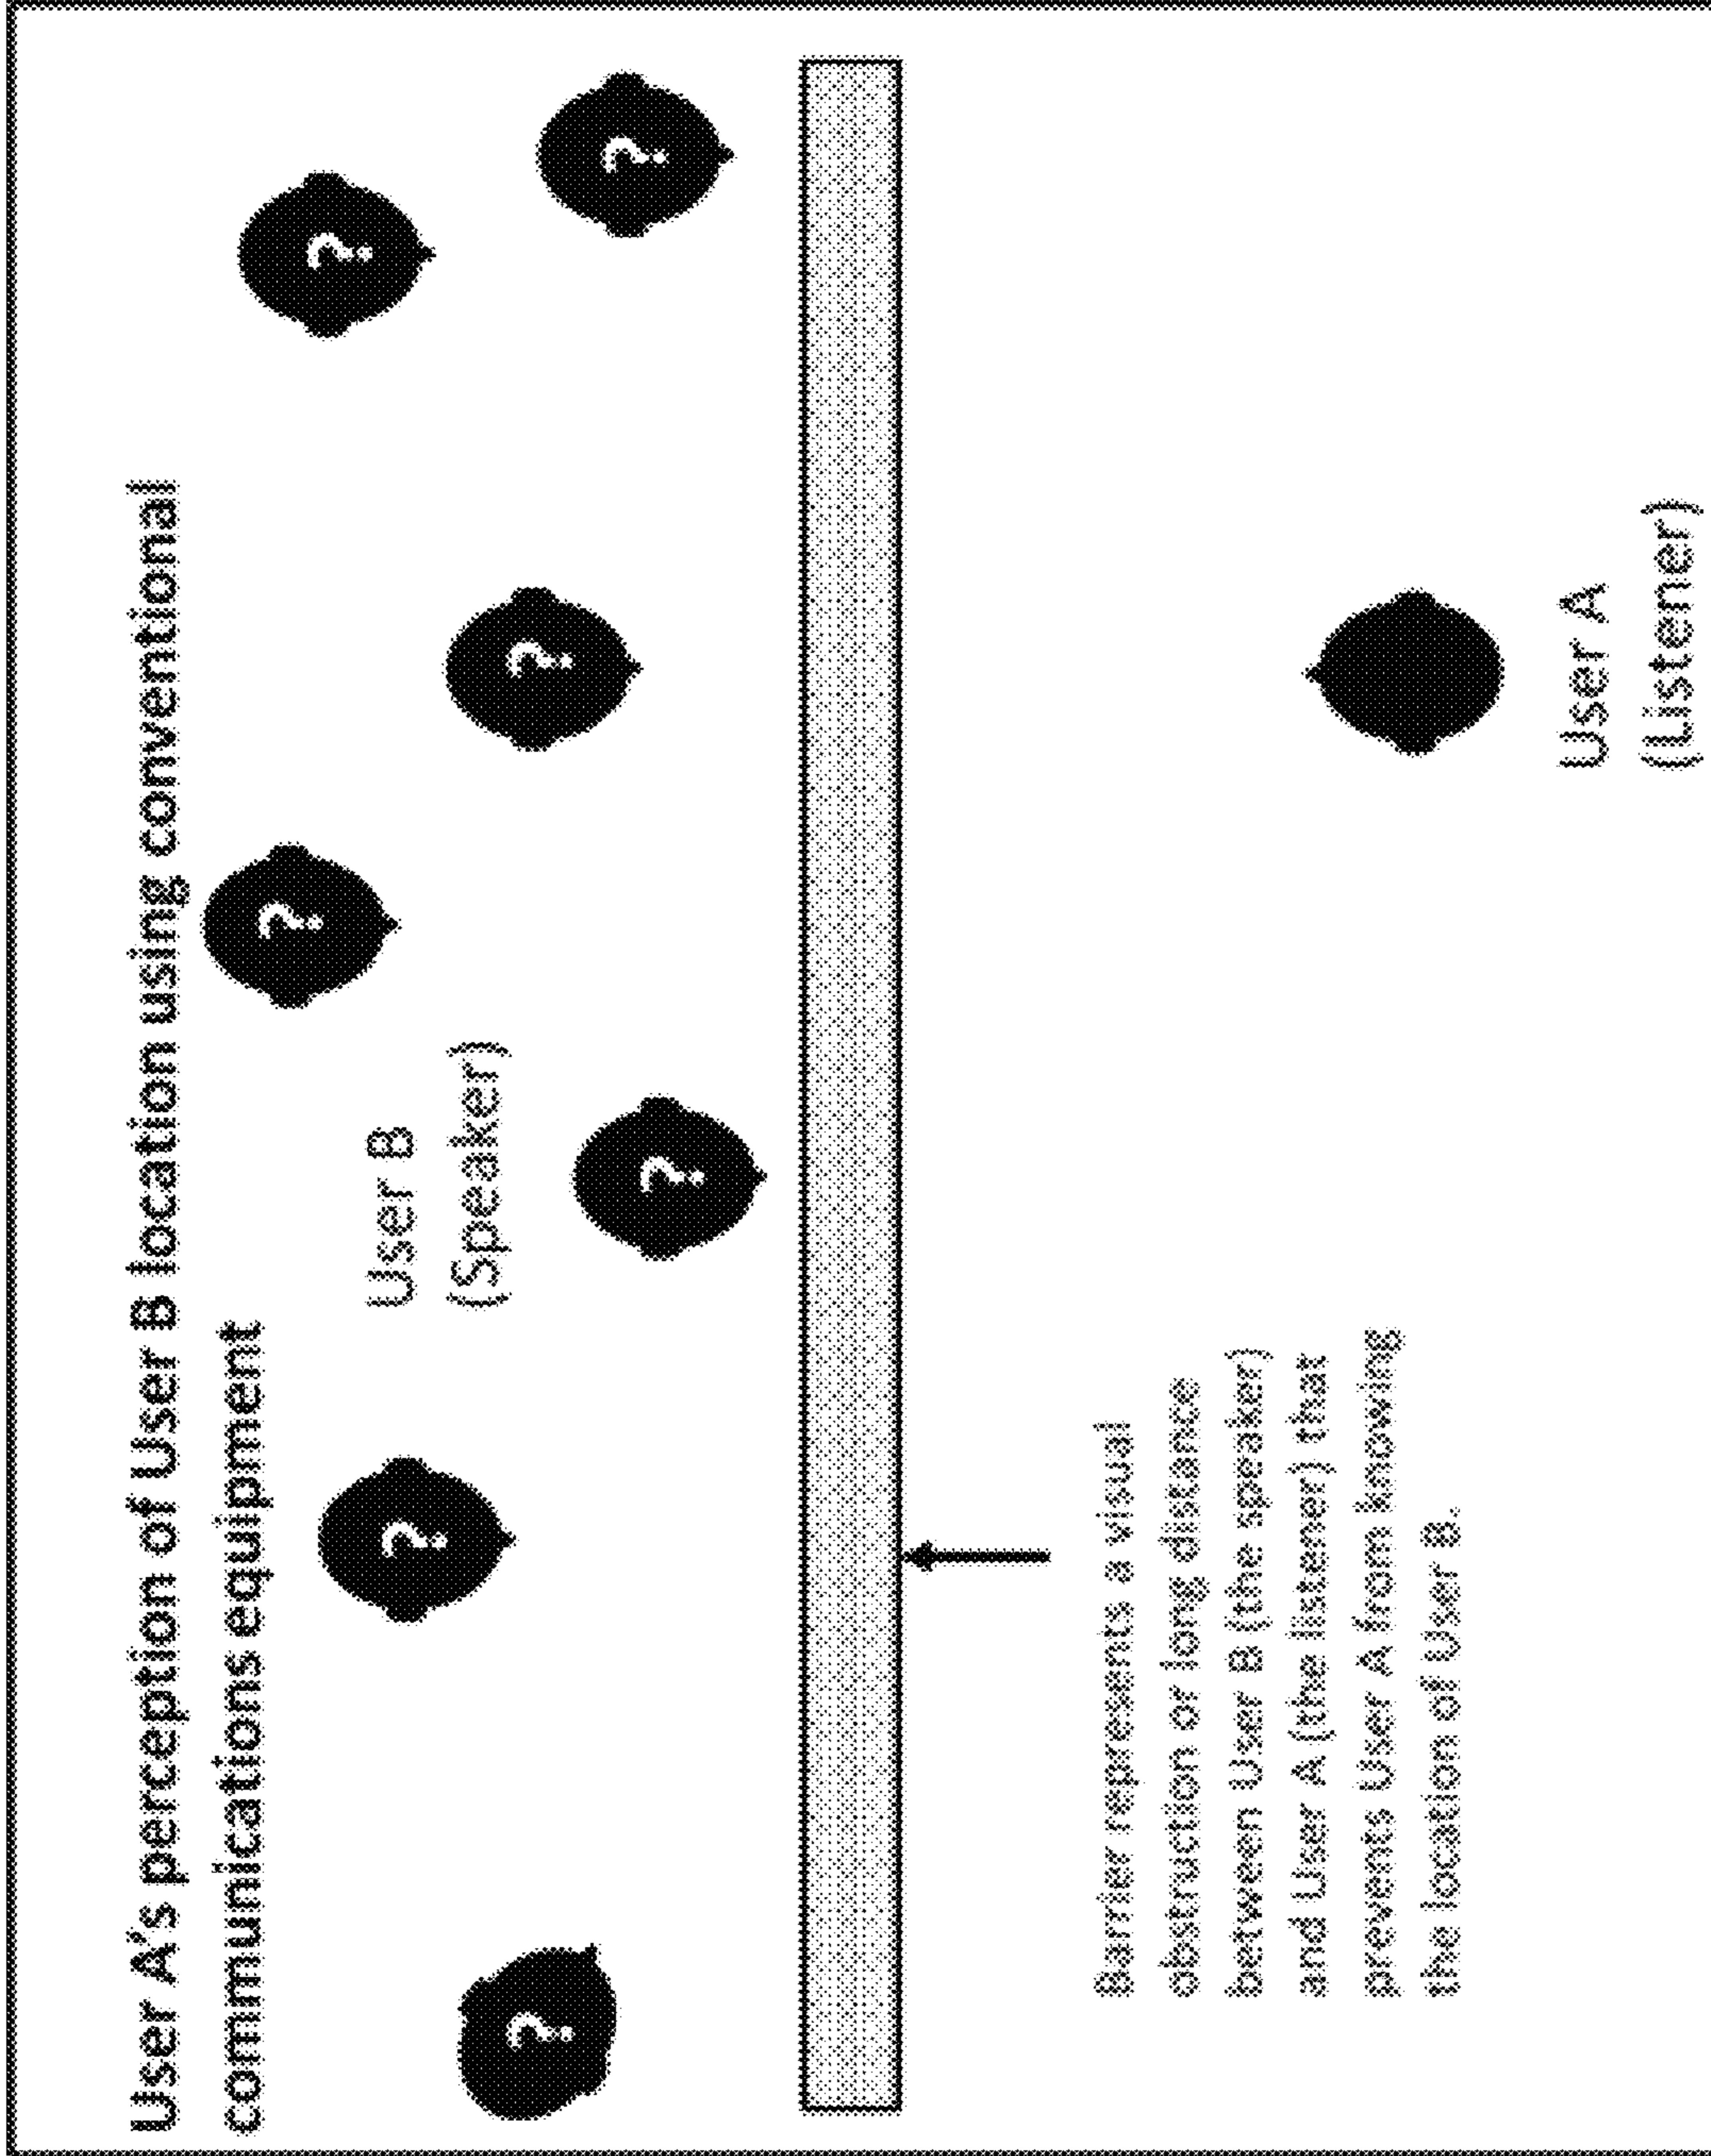 User A's perception of User B location using conventional
communications equipment
?
?
?
?
?
?
?
User B
(Speaker)
Barrier represents a visual
obstruction or long distance
between User B (the speaker)
and User A (the listener) that
prevents User A from knowing
the location of User B.
User A
(Listener)